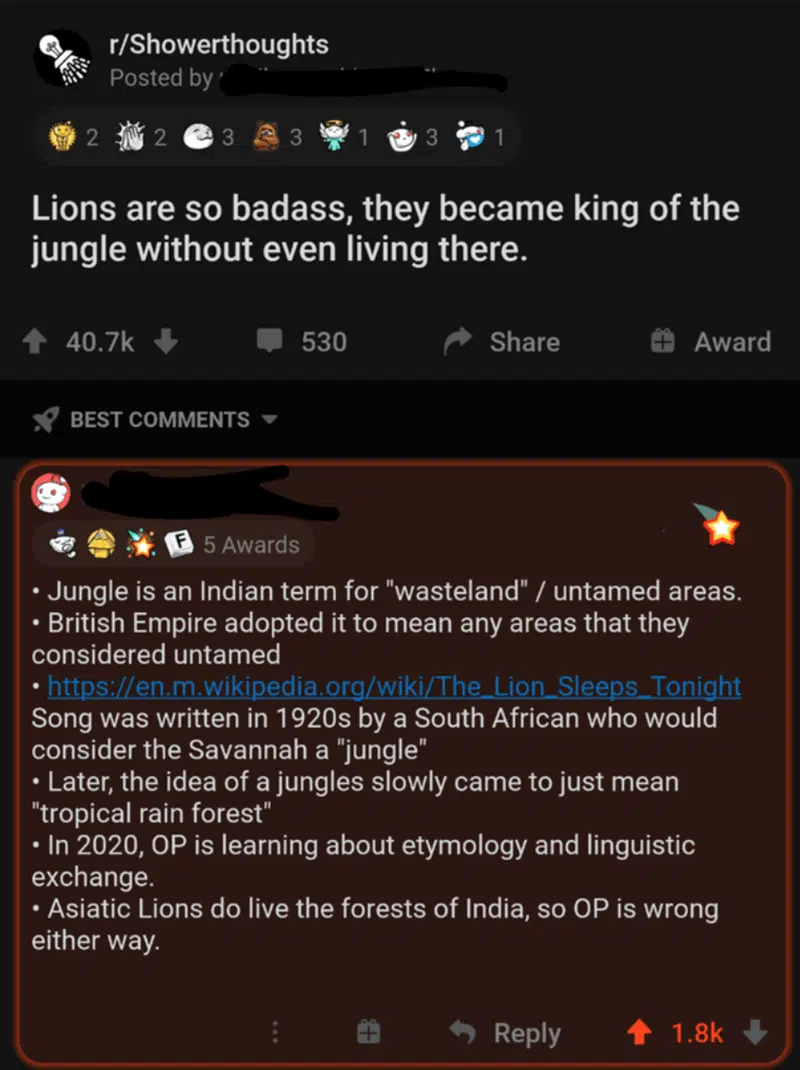 r/Showerthoughts
Posted by
2 2 3 3 1 3 1
Lions are so badass, they became king of the
jungle without even living there.
40.7k 530 Share Award
BEST COMMENTS
F 5 Awards
• Jungle is an Indian term for "wasteland" / untamed areas.
• British Empire adopted it to mean any areas that they
considered untamed
• https://en.m.wikipedia.org/wiki/The_Lion_Sleeps_Tonight
Song was written in 1920s by a South African who would
consider the Savannah a "jungle"
• Later, the idea of a jungles slowly came to just mean
"tropical rain forest"
• In 2020, OP is learning about etymology and linguistic
exchange.
• Asiatic Lions do live the forests of India, so OP is wrong
either way.
Reply 1.8k